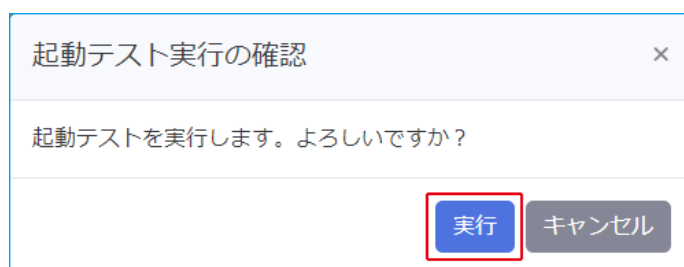 起動テスト実行の確認
×
起動テストを実行します。よろしいですか？
実行
キャンセル